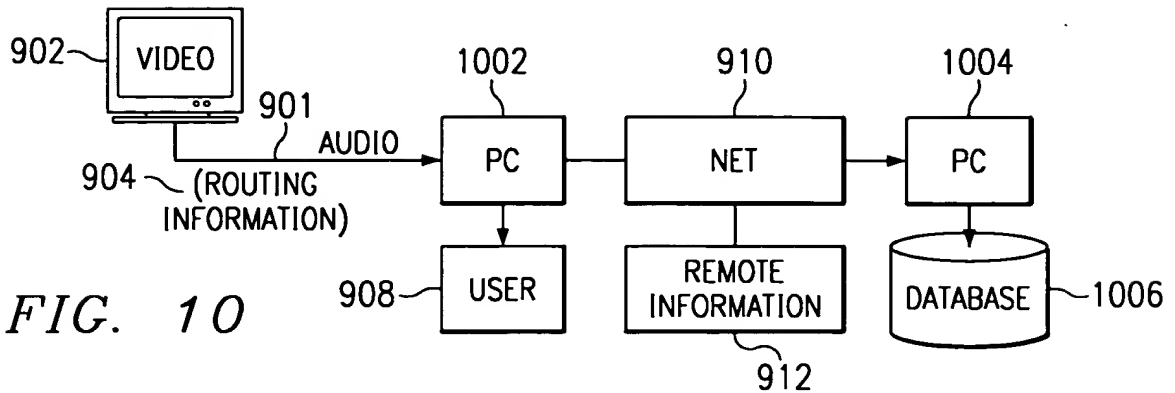 902
VIDEO
901
AUDIO
904
(ROUTING
INFORMATION)
1002
PC
910
NET
1004
PC
908
USER
REMOTE
INFORMATION
912
DATABASE
1006
FIG. 10